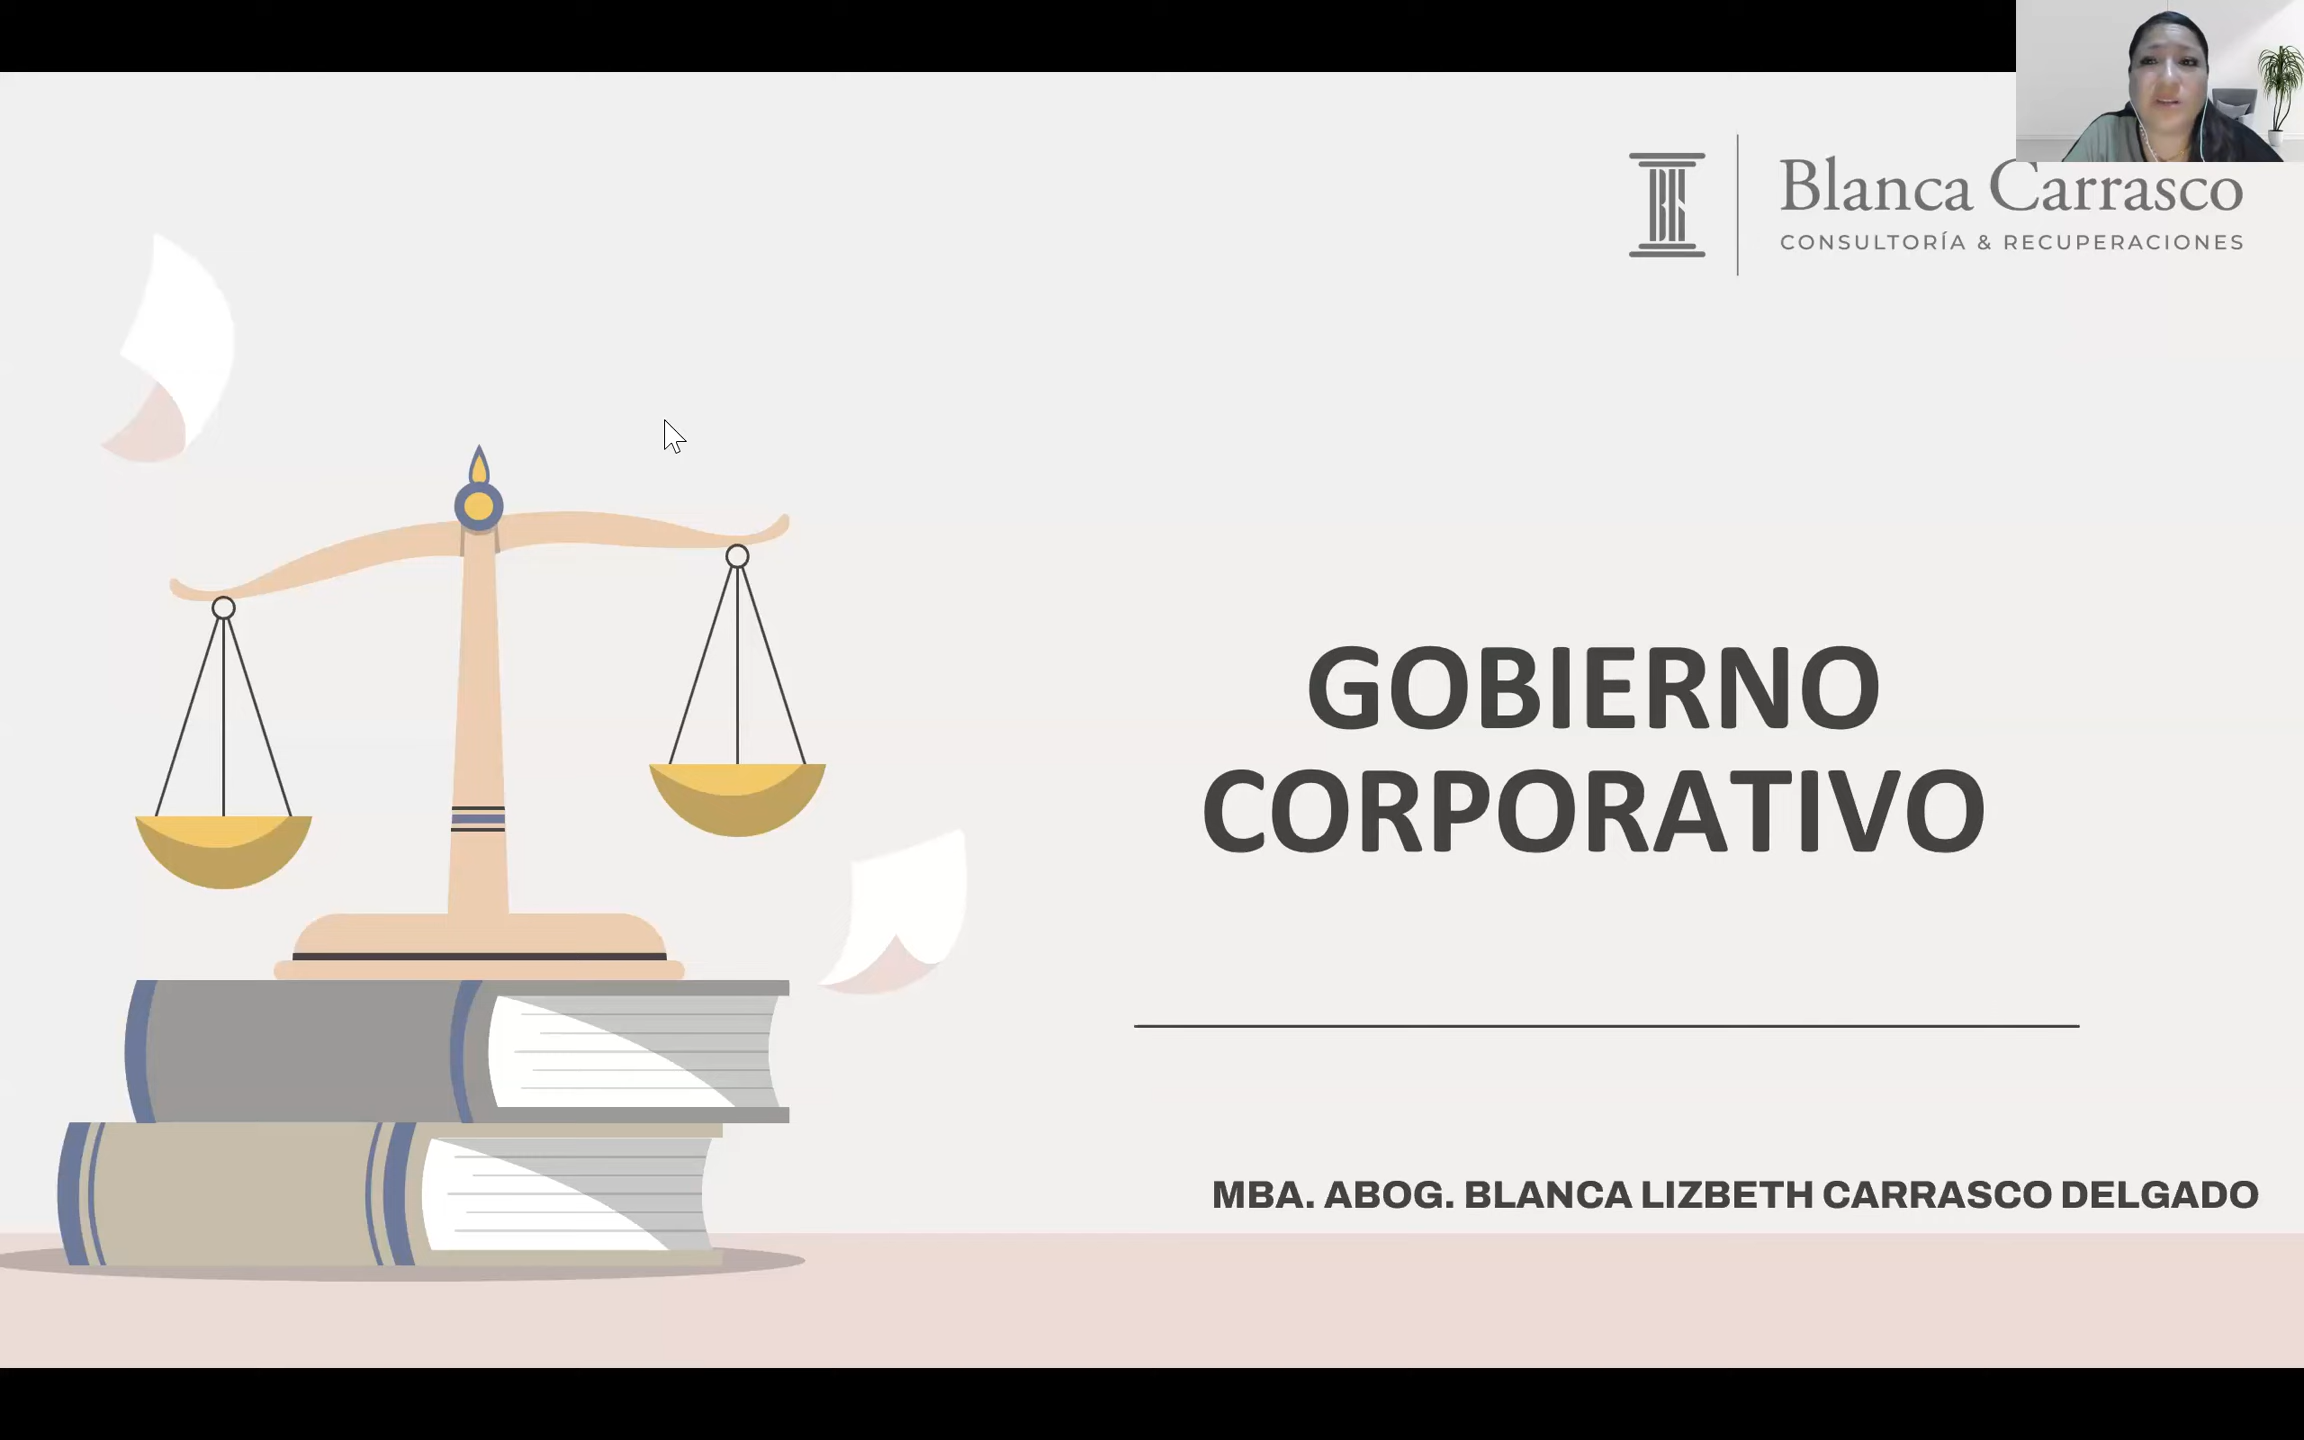 Blanca Carrasco
CONSULTORÍA & RECUPERACIONES
GOBIERNO
CORPORATIVO
MBA. ABOG. BLANCA LIZBETH CARRASCO DELGADO